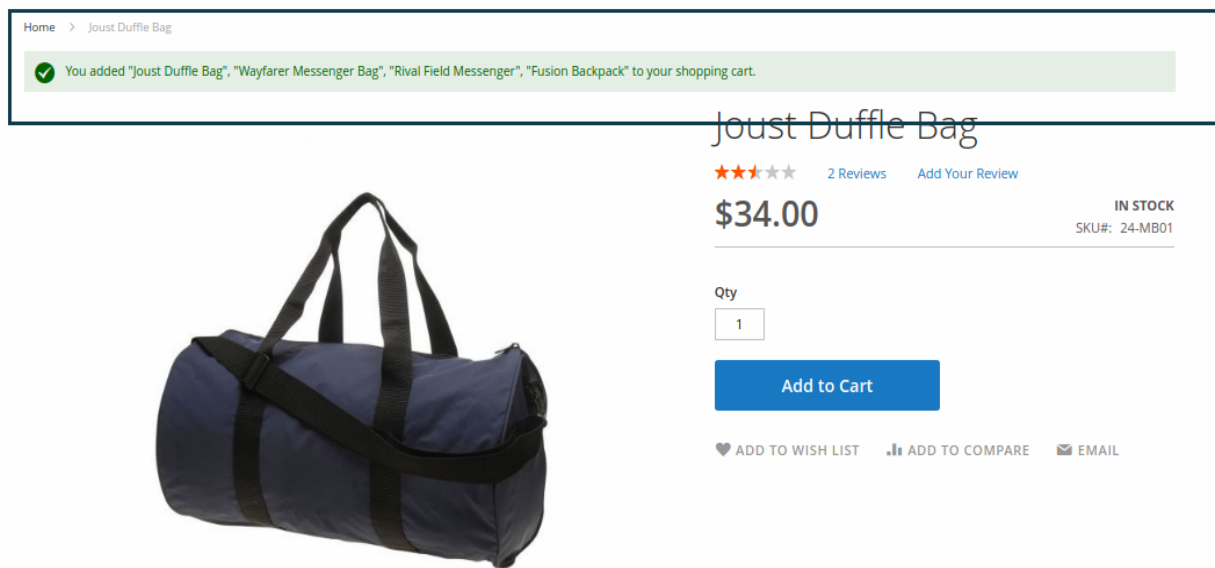 Home > Joust Duffle Bag
You added "Joust Duffle Bag", "Wayfarer Messenger Bag", "Rival Field Messenger", "Fusion Backpack" to your shopping cart.
Joust Duffle Bag
2 Reviews Add Your Review
$34.00 IN STOCK
SKU#: 24-MB01
Qty
1
Add to Cart
ADD TO WISH LIST ADD TO COMPARE EMAIL